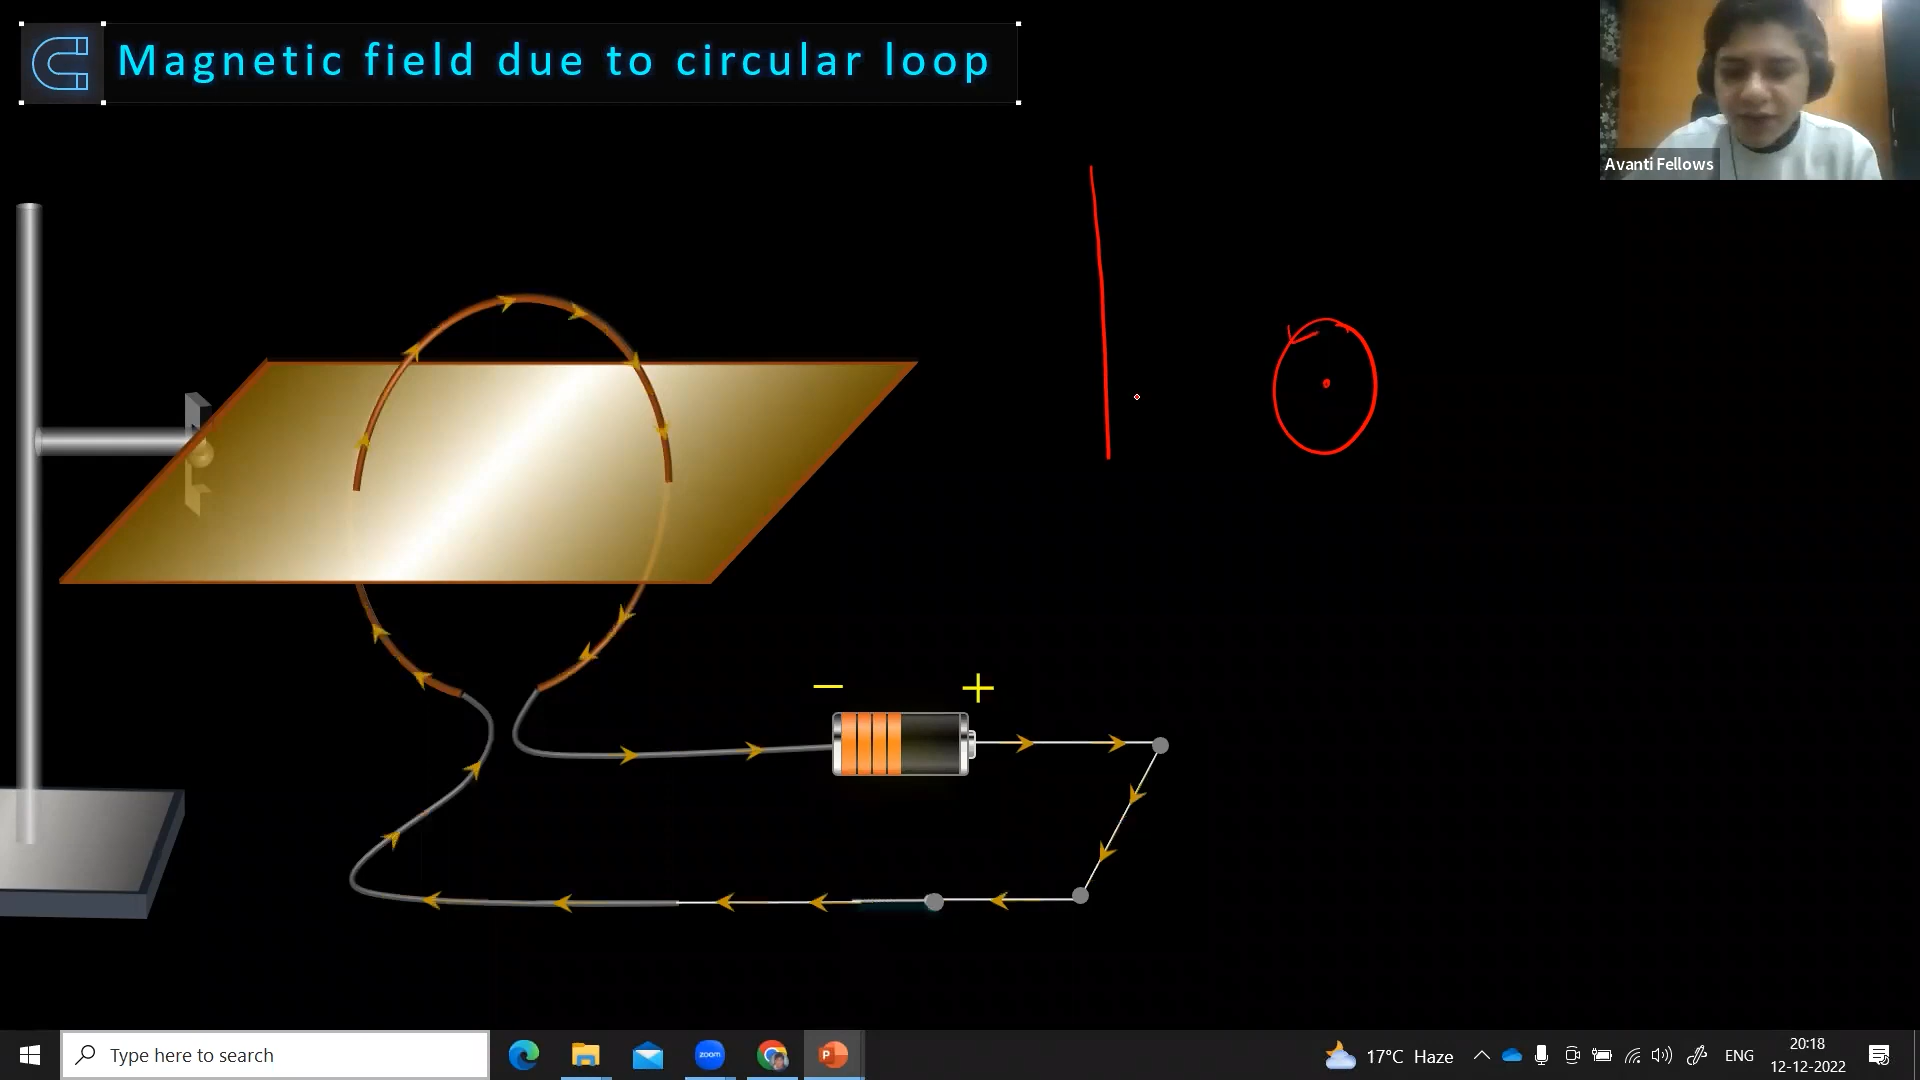 Magnetic field due to circular loop
Avanti Fellows
− +
Type here to search
zoom
P
17°C Haze
ENG
20:18
12-12-2022